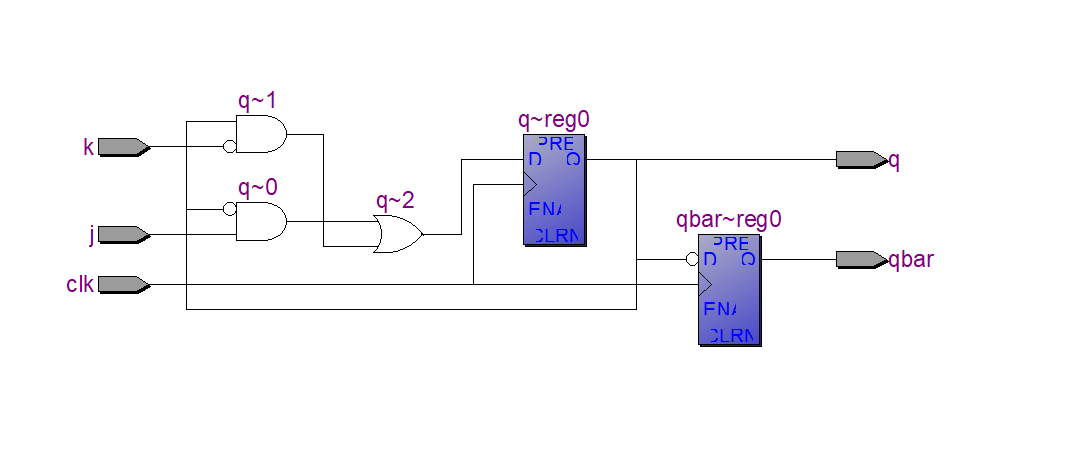 q~1
k
q~0
j
clk
q~2
q~reg0
PRE
D
Q
ENA
CLRN
q
qbar~reg0
PRE
D
Q
ENA
CLRN
qbar